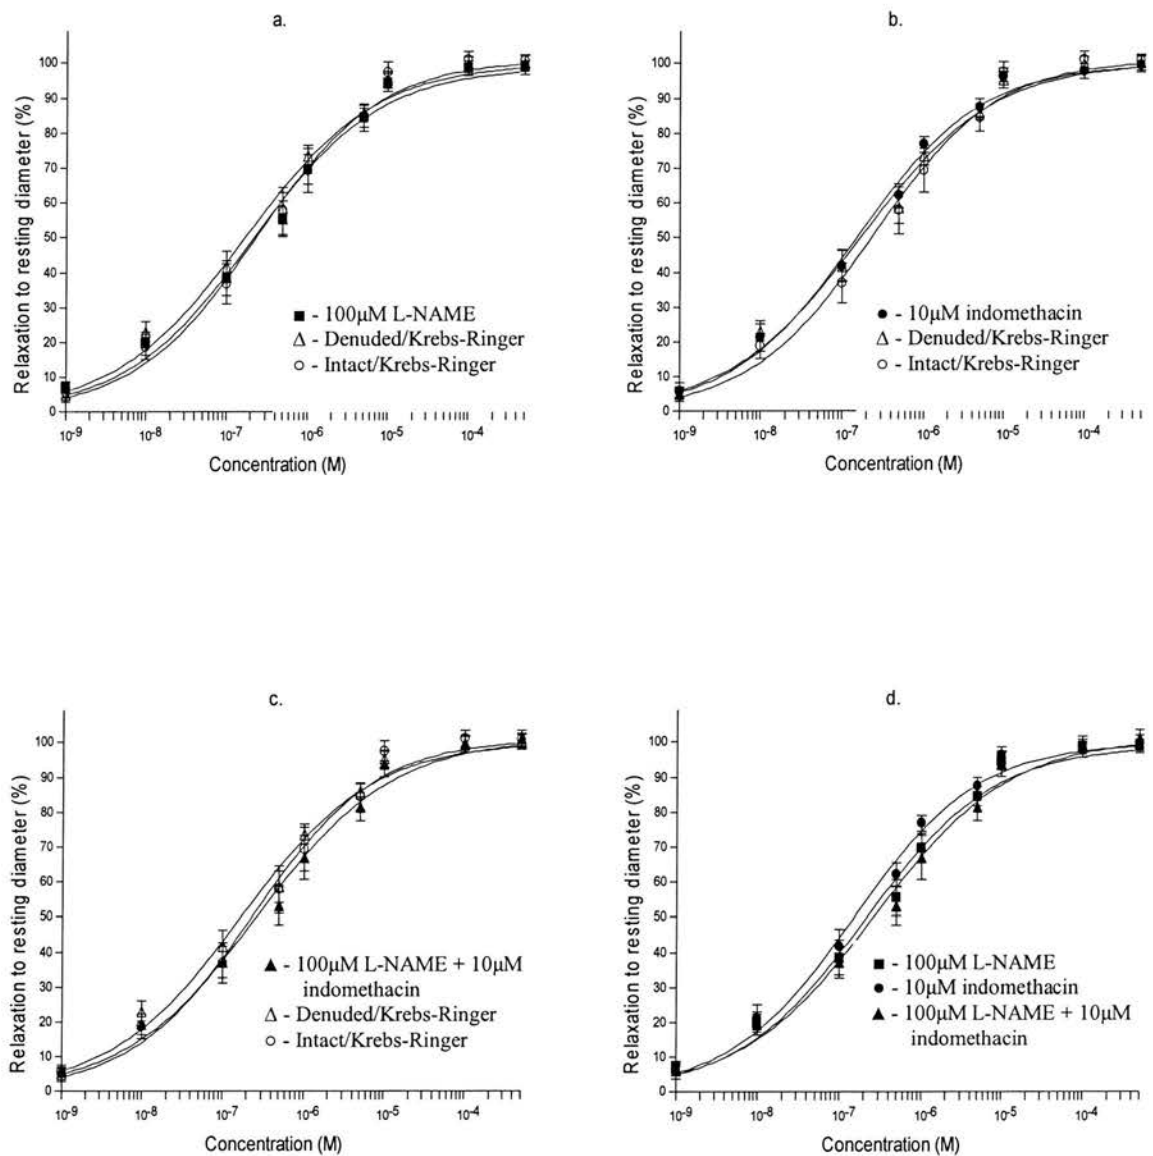 a.
Relaxation to resting diameter (%)
100
90
80
70
60
50
40
30
20
10
0
■ - 100µM L-NAME
△ - Denuded/Krebs-Ringer
○ - Intact/Krebs-Ringer
10-9 10-8 10-7 10-6 10-5 10-4
Concentration (M)
b.
Relaxation to resting diameter (%)
100
90
80
70
60
50
40
30
20
10
0
● - 10µM indomethacin
△ - Denuded/Krebs-Ringer
○ - Intact/Krebs-Ringer
10-9 10-8 10-7 10-6 10-5 10-4
Concentration (M)
c.
Relaxation to resting diameter (%)
100
90
80
70
60
50
40
30
20
10
0
▲ - 100µM L-NAME + 10µM
indomethacin
△ - Denuded/Krebs-Ringer
○ - Intact/Krebs-Ringer
10-9 10-8 10-7 10-6 10-5 10-4
Concentration (M)
d.
Relaxation to resting diameter (%)
100
90
80
70
60
50
40
30
20
10
0
■ - 100µM L-NAME
● - 10µM indomethacin
▲ - 100µM L-NAME + 10µM
indomethacin
10-9 10-8 10-7 10-6 10-5 10-4
Concentration (M)